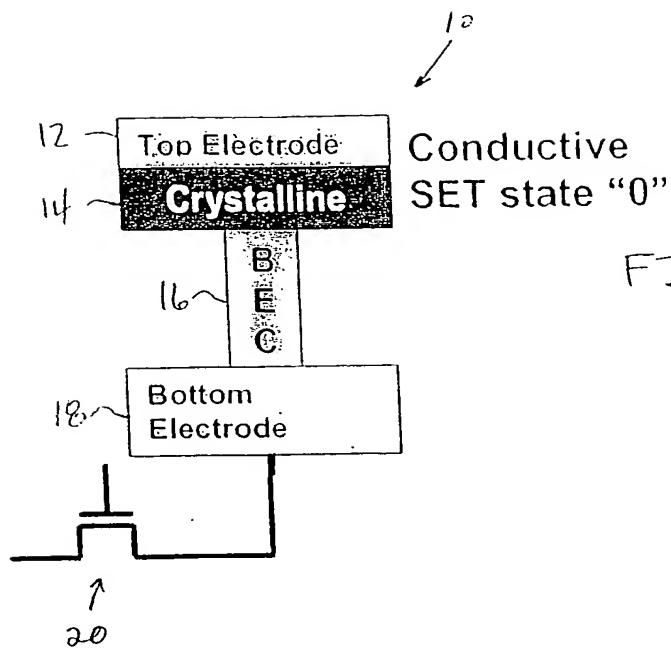 10
12
Top Electrode
Conductive
14
Crystalline
SET state "0"
B
16
E
C
18
Bottom
Electrode
20